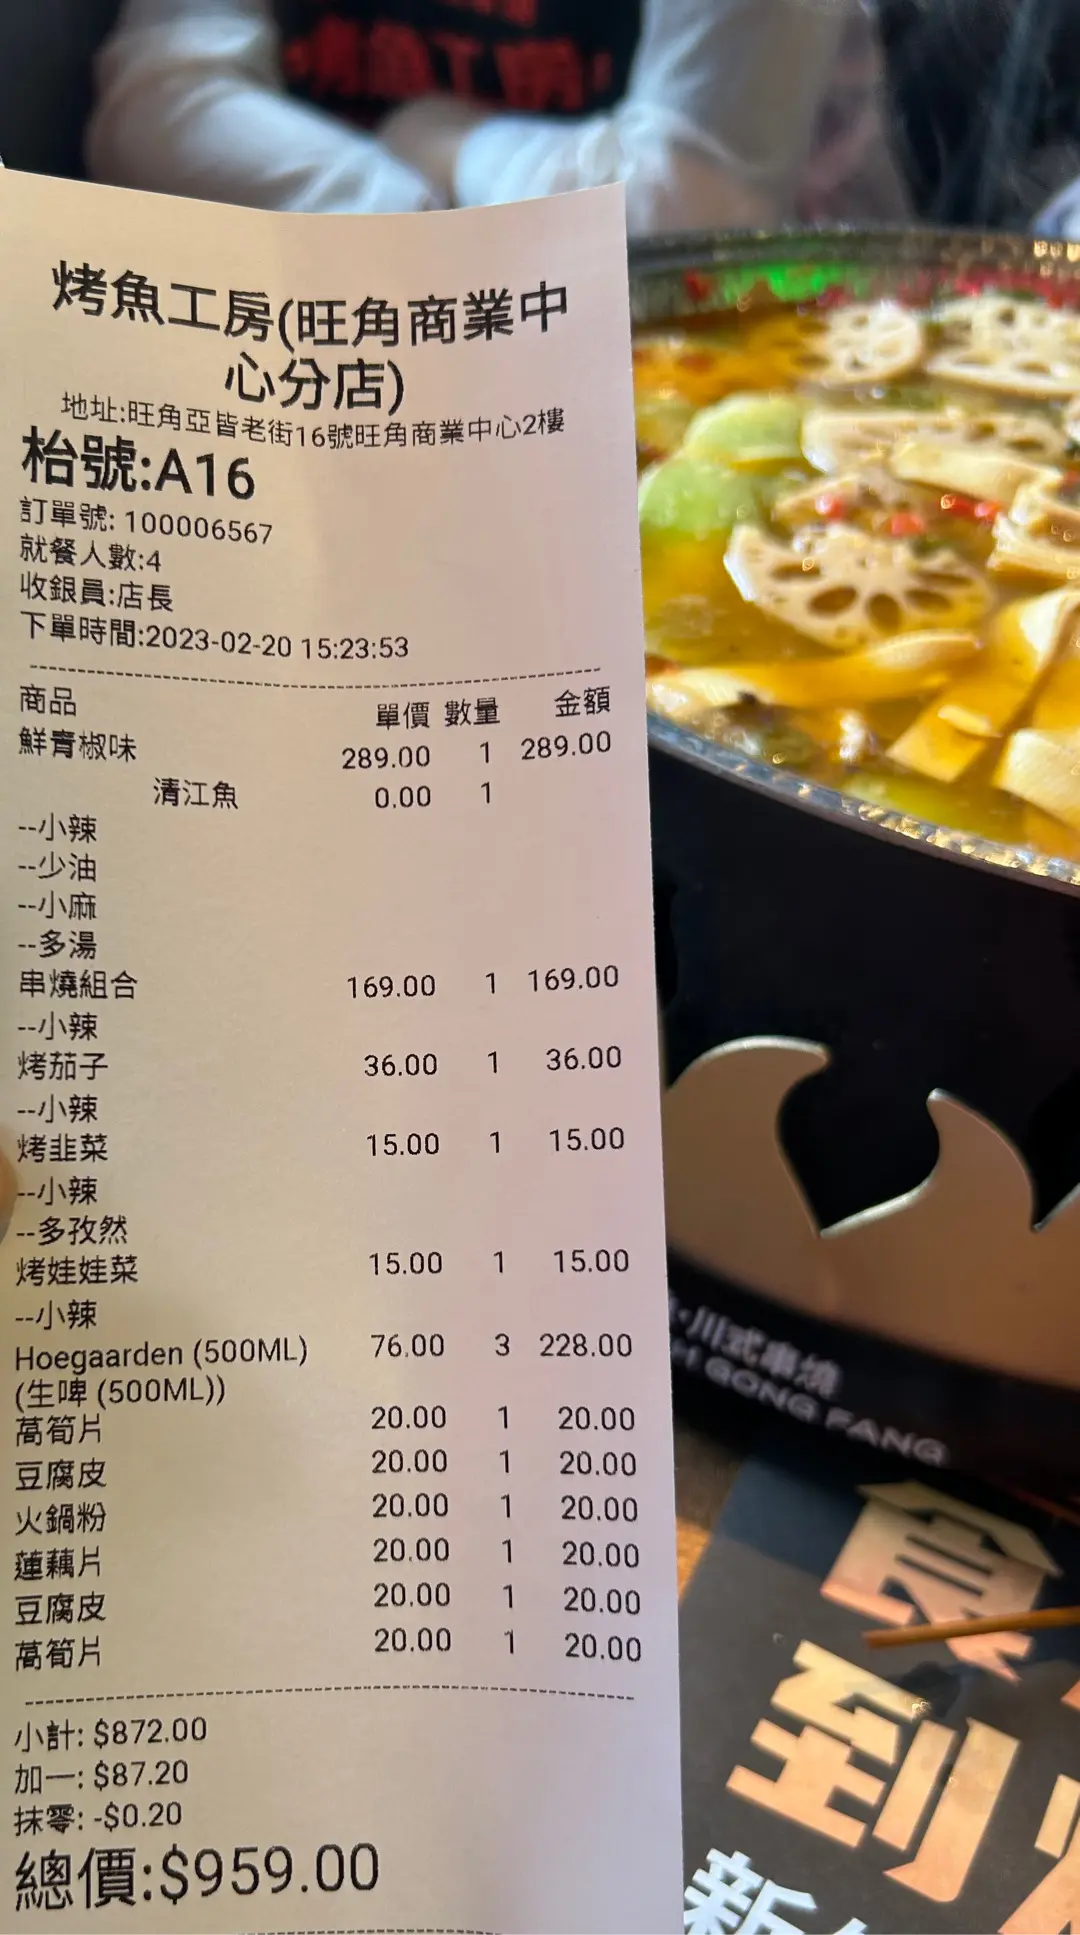 烤魚工房(旺角商業中
心分店)
地址:旺角亞皆老街16號旺角商業中心2樓
枱號:A16
訂單號: 100006567
就餐人數:4
收銀員:店長
下單時間:2023-02-20 15:23:53
商品 單價 數量 金額
鮮青椒味 289.00 1 289.00
清江魚 0.00 1
--小辣
--少油
--小麻
--多湯
串燒組合 169.00 1 169.00
--小辣
烤茄子 36.00 1 36.00
--小辣
烤韭菜 15.00 1 15.00
--小辣
--多孜然
烤娃娃菜 15.00 1 15.00
--小辣
Hoegaarden (500ML) 76.00 3 228.00
(生啤 (500ML))
萵筍片 20.00 1 20.00
豆腐皮 20.00 1 20.00
火鍋粉 20.00 1 20.00
蓮藕片 20.00 1 20.00
豆腐皮 20.00 1 20.00
萵筍片 20.00 1 20.00
小計: $872.00
加一: $87.20
抹零: -$0.20
總價:$959.00
川式串燒
GONG FANG
到
新